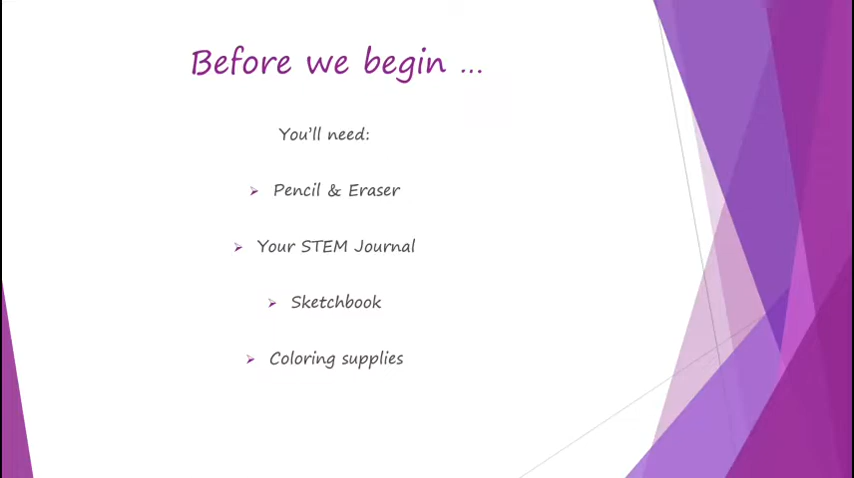 Before we begin ...
You'll need:
Pencil & Eraser
Your STEM Journal
Sketchbook
Coloring supplies